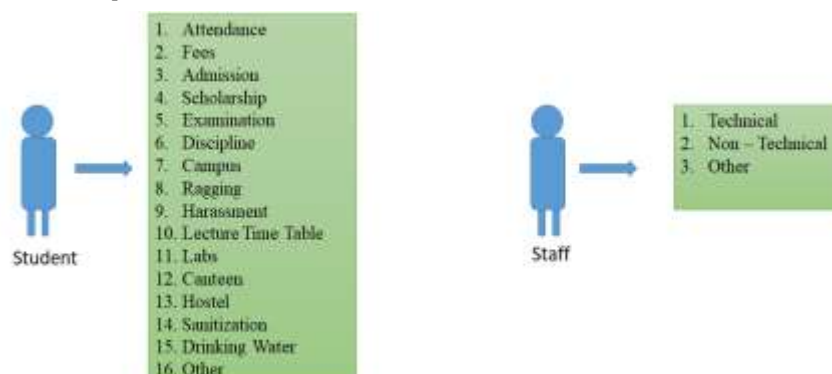 1. Attendance
2. Fees
3. Admission
4. Scholarship
5. Examination
6. Discipline
7. Campus
8. Ragging
9. Harassment
10. Lecture Time Table
11. Labs
12. Canteen
13. Hostel
14. Sanitization
15. Drinking Water
16. Other
Student
1. Technical
2. Non – Technical
3. Other
Staff